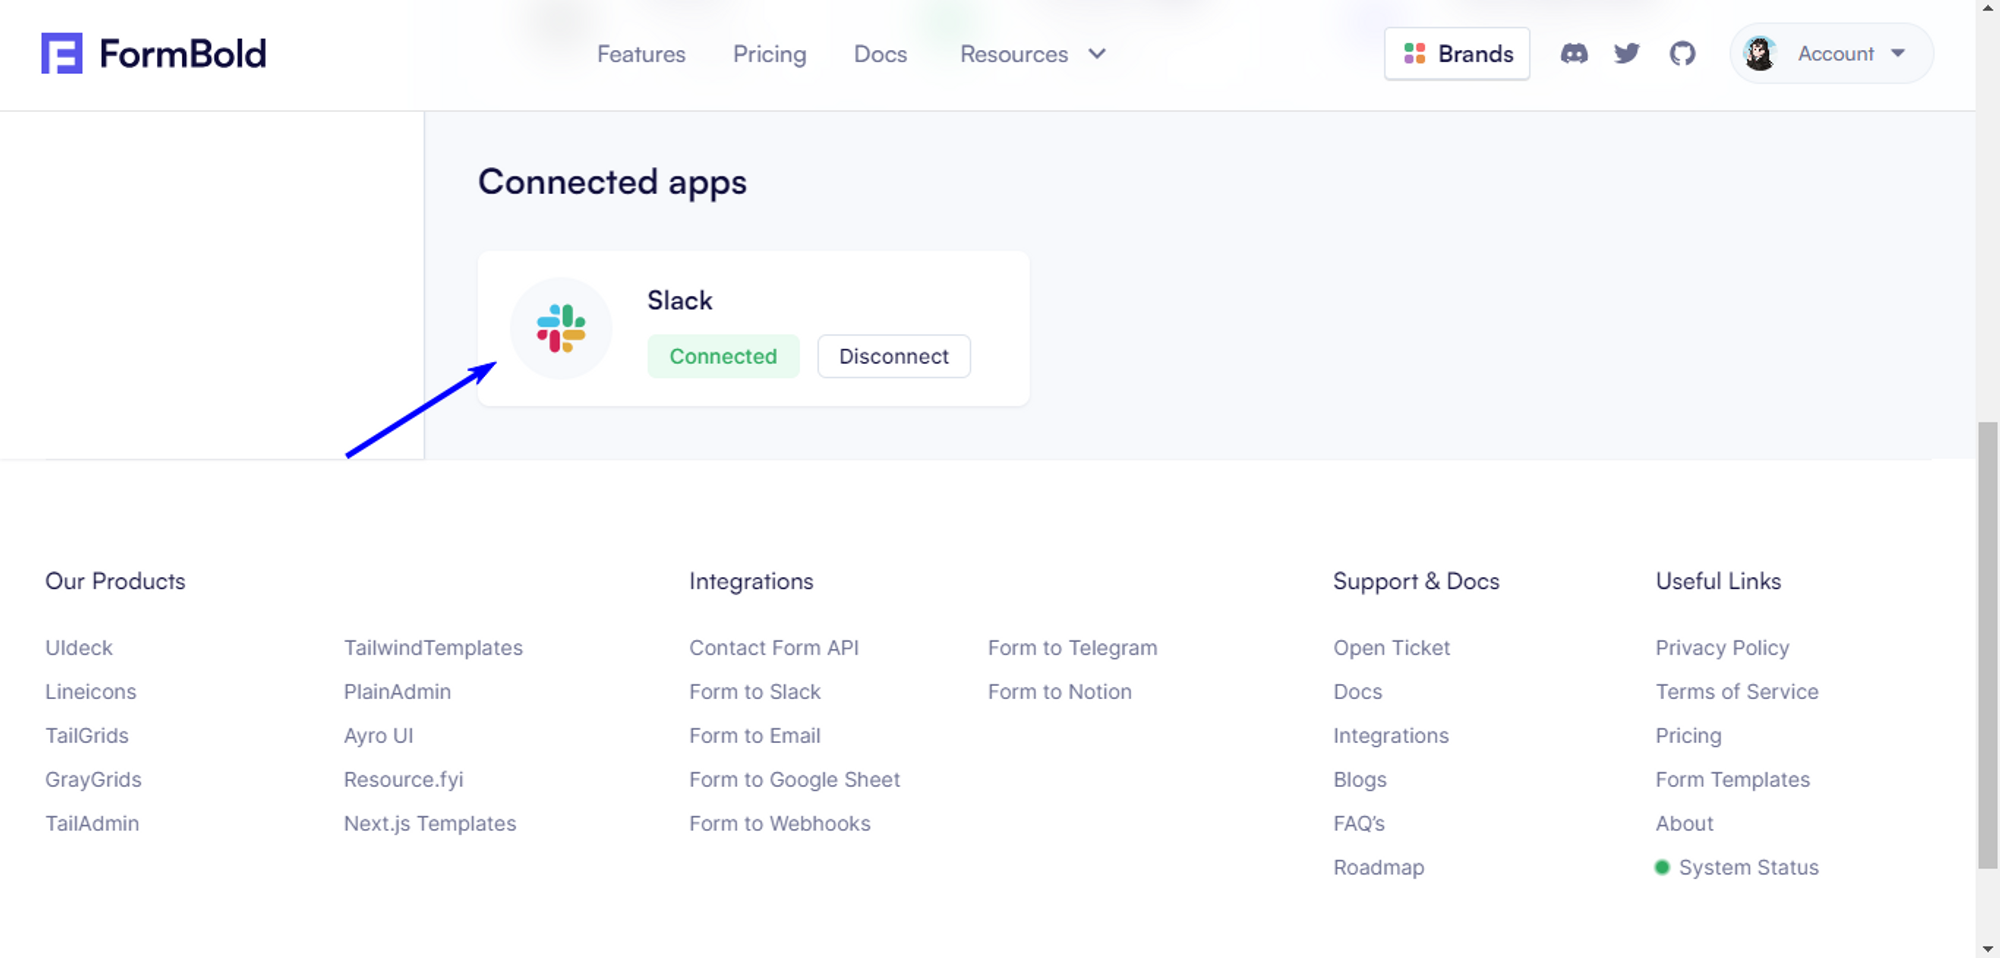 FormBold
Features Pricing Docs Resources
Brands
Account
Connected apps
Slack
Connected Disconnect
Our Products
UIdeck
Lineicons
TailGrids
GrayGrids
TailAdmin
TailwindTemplates
PlainAdmin
Ayro UI
Resource.fyi
Next.js Templates
Integrations
Contact Form API
Form to Slack
Form to Email
Form to Google Sheet
Form to Webhooks
Form to Telegram
Form to Notion
Support & Docs
Open Ticket
Docs
Integrations
Blogs
FAQ's
Roadmap
Useful Links
Privacy Policy
Terms of Service
Pricing
Form Templates
About
System Status